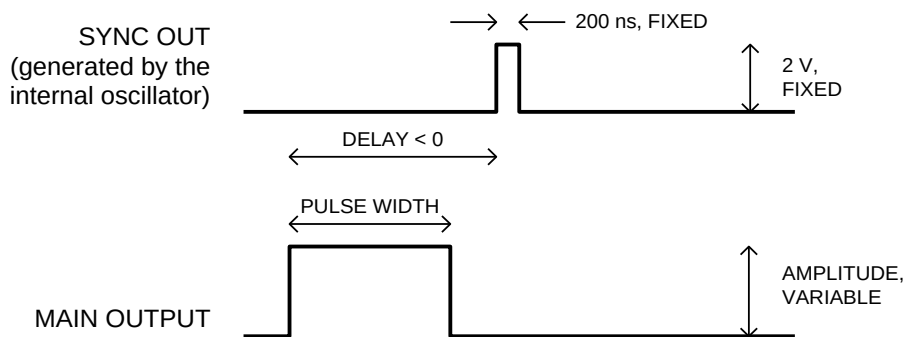 SYNC OUT
(generated by the
internal oscillator)
200 ns, FIXED
2 V,
FIXED
DELAY < 0
PULSE WIDTH
MAIN OUTPUT
AMPLITUDE,
VARIABLE